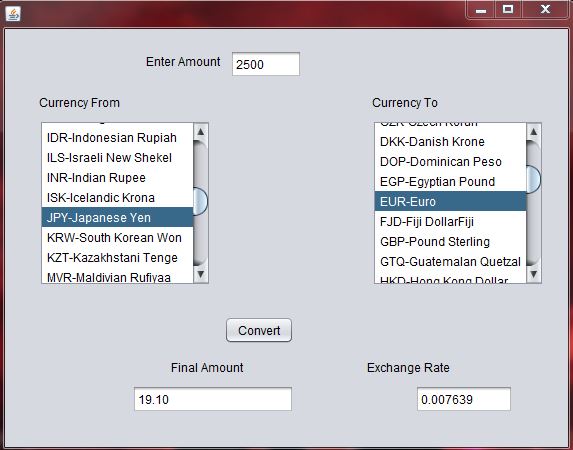 Enter Amount 2500
Currency From
Currency To
IDR-Indonesian Rupiah
ILS-Israeli New Shekel
INR-Indian Rupee
ISK-Icelandic Krona
JPY-Japanese Yen
KRW-South Korean Won
KZT-Kazakhstani Tenge
MVR-Maldivian Rufiyaa
DKK-Danish Krone
DOP-Dominican Peso
EGP-Egyptian Pound
EUR-Euro
FJD-Fiji DollarFiji
GBP-Pound Sterling
GTQ-Guatemalan Quetzal
HKD-Hong Kong Dollar
Convert
Final Amount
Exchange Rate
19.10
0.007639